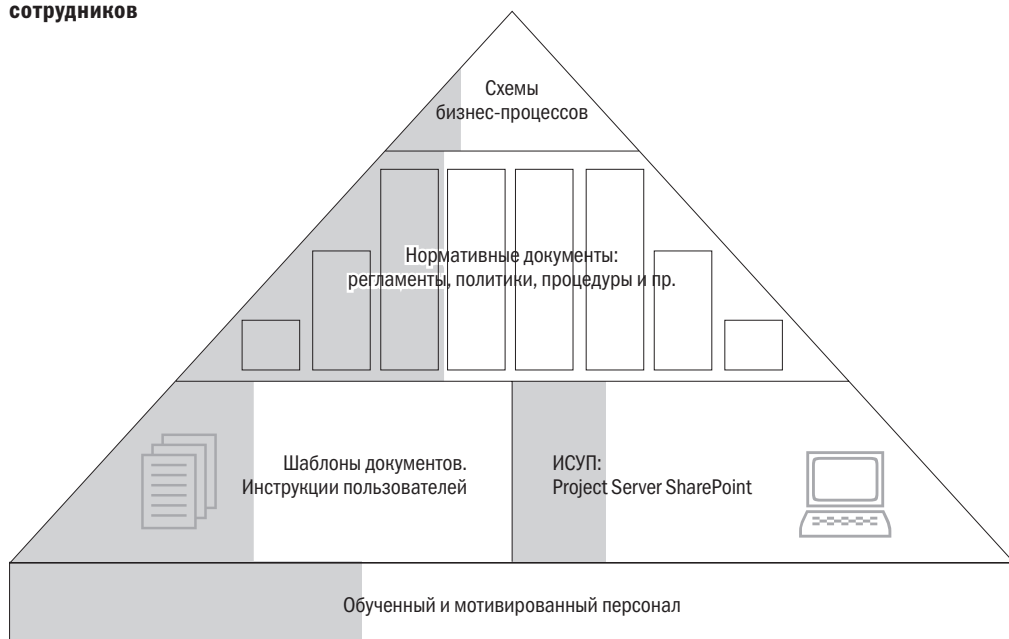 сотрудников
Схемы
бизнес-процессов
Нормативные документы:
регламенты, политики, процедуры и пр.
Шаблоны документов.
Инструкции пользователей
ИСУП:
Project Server SharePoint
Обученный и мотивированный персонал